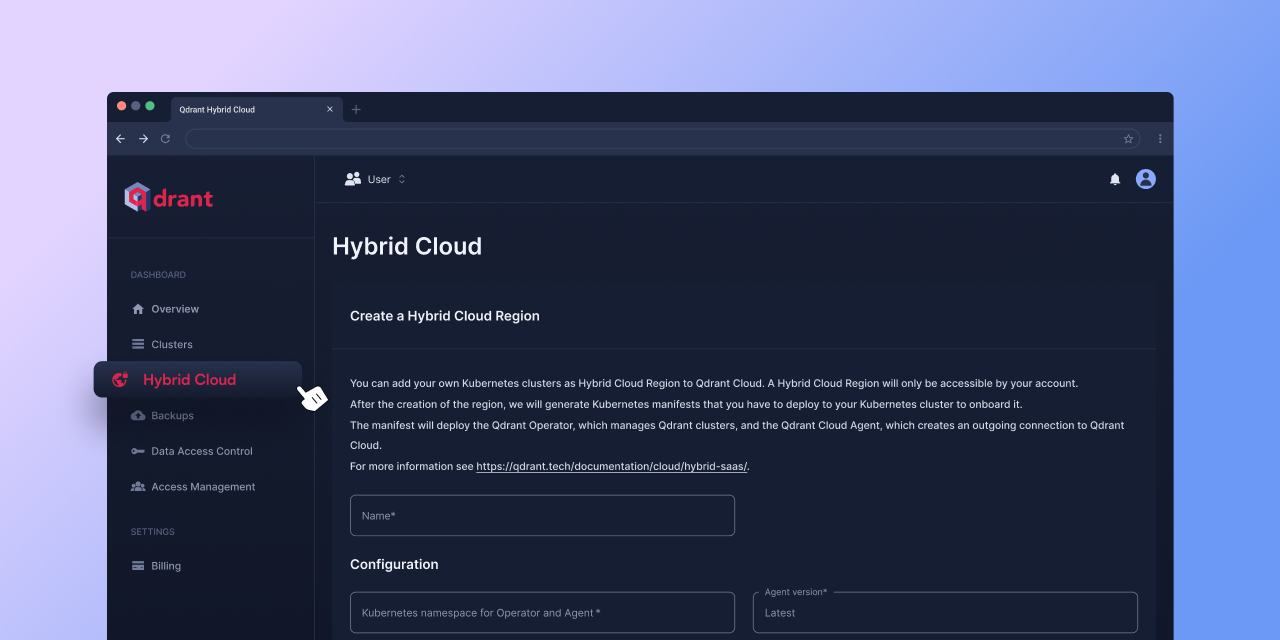 Qdrant Hybrid Cloud
qdrant
User
Hybrid Cloud
DASHBOARD
Overview
Clusters
Hybrid Cloud
Backups
Data Access Control
Access Management
SETTINGS
Billing
Create a Hybrid Cloud Region
You can add your own Kubernetes clusters as Hybrid Cloud Region to Qdrant Cloud. A Hybrid Cloud Region will only be accessible by your account.
After the creation of the region, we will generate Kubernetes manifests that you have to deploy to your Kubernetes cluster to onboard it.
The manifest will deploy the Qdrant Operator, which manages Qdrant clusters, and the Qdrant Cloud Agent, which creates an outgoing connection to Qdrant
Cloud.
For more information see https://qdrant.tech/documentation/cloud/hybrid-saas/.
Name*
Configuration
Kubernetes namespace for Operator and Agent *
Agent version*
Latest